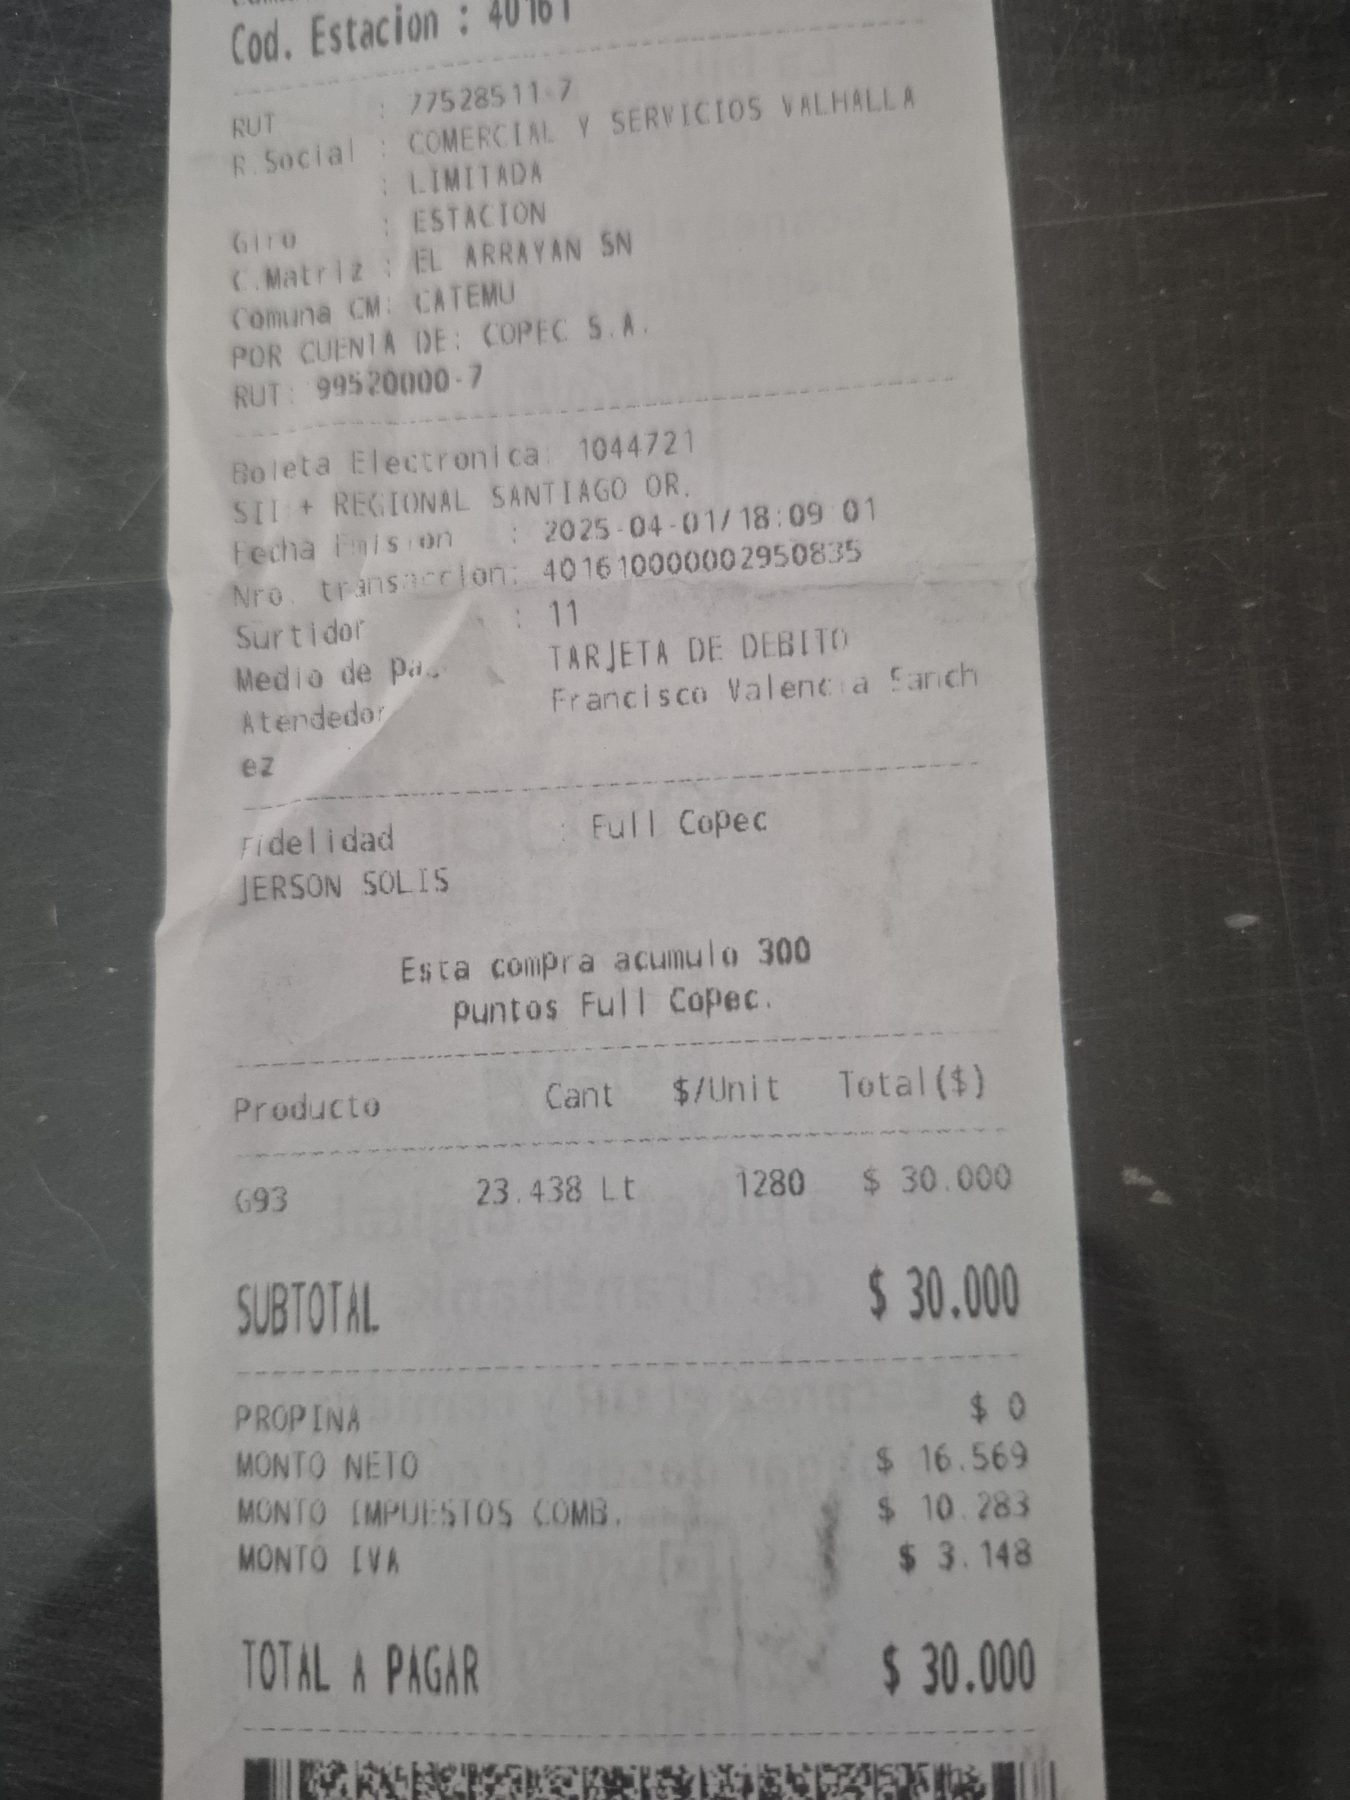 Cod. Estacion : 40161
RUT : 77528511-7
R.Social : COMERCIAL Y SERVICIOS VALHALLA
: LIMITADA
Giro : ESTACION
C.Matriz : EL ARRAYAN SN
Comuna CM: CATEMU
POR CUENTA DE: COPEC S.A.
RUT: 99520000-7
Boleta Electronica: 1044721
SII + REGIONAL SANTIAGO OR.
Fecha Emision : 2025-04-01/18:09:01
Nro. transaccion: 401610000002950835
Surtidor : 11
Medio de TARJETA DE DEBITO
Atendedor Francisco Valencia Sanch
ez
Fidelidad : Full Copec
JERSON SOLIS
Esta compra acumulo 300
puntos Full Copec.
Producto Cant $/Unit Total($)
G93 23.438 Lt 1280 $ 30.000
SUBTOTAL $ 30.000
PROPINA $ 0
MONTO NETO $ 16.569
MONTO IMPUESTOS COMB. $ 10.283
MONTO IVA $ 3.148
TOTAL A PAGAR $ 30.000